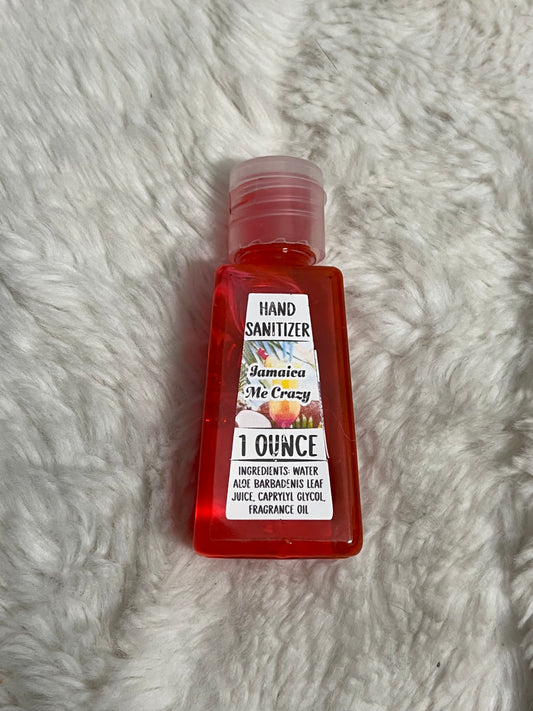 HAND
SANITIZER
Jamaica
Me Crazy
1 OUNCE
INGREDIENTS: WATER
ALOE BARBADENIS LEAF
JUICE, CAPRYLYL GLYCOL,
FRAGRANCE OIL